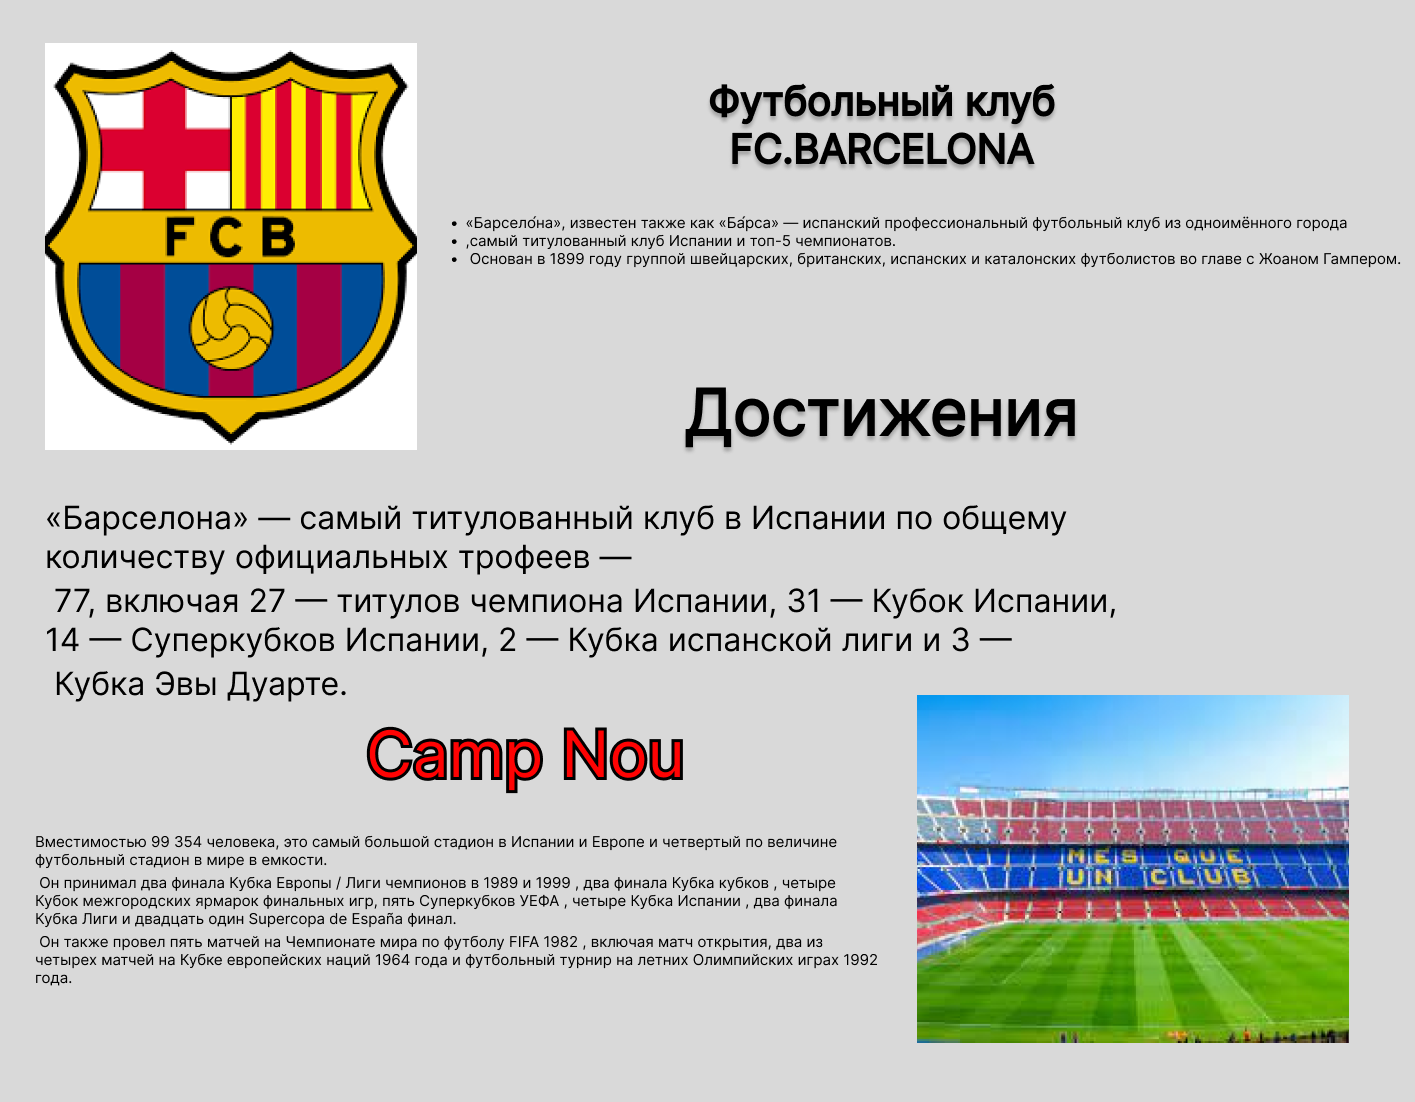 FCB
Футбольный клуб
FC.BARCELONA
• «Барсело́на», известен также как «Ба́рса» — испанский профессиональный футбольный клуб из одноимённого города
• ,самый титулованный клуб Испании и топ-5 чемпионатов.
• Основан в 1899 году группой швейцарских, британских, испанских и каталонских футболистов во главе с Жоаном Гампером.
Достижения
«Барселона» — самый титулованный клуб в Испании по общему
количеству официальных трофеев —
77, включая 27 — титулов чемпиона Испании, 31 — Кубок Испании,
14 — Суперкубков Испании, 2 — Кубка испанской лиги и 3 —
Кубка Эвы Дуарте.
Camp Nou
Вместимостью 99 354 человека, это самый большой стадион в Испании и Европе и четвертый по величине
футбольный стадион в мире в емкости.
Он принимал два финала Кубка Европы / Лиги чемпионов в 1989 и 1999 , два финала Кубка кубков , четыре
Кубок межгородских ярмарок финальных игр, пять Суперкубков УЕФА , четыре Кубка Испании , два финала
Кубка Лиги и двадцать один Supercopa de España финал.
Он также провел пять матчей на Чемпионате мира по футболу FIFA 1982 , включая матч открытия, два из
четырех матчей на Кубке европейских наций 1964 года и футбольный турнир на летних Олимпийских играх 1992
года.
MÉS QUE
UN CLUB